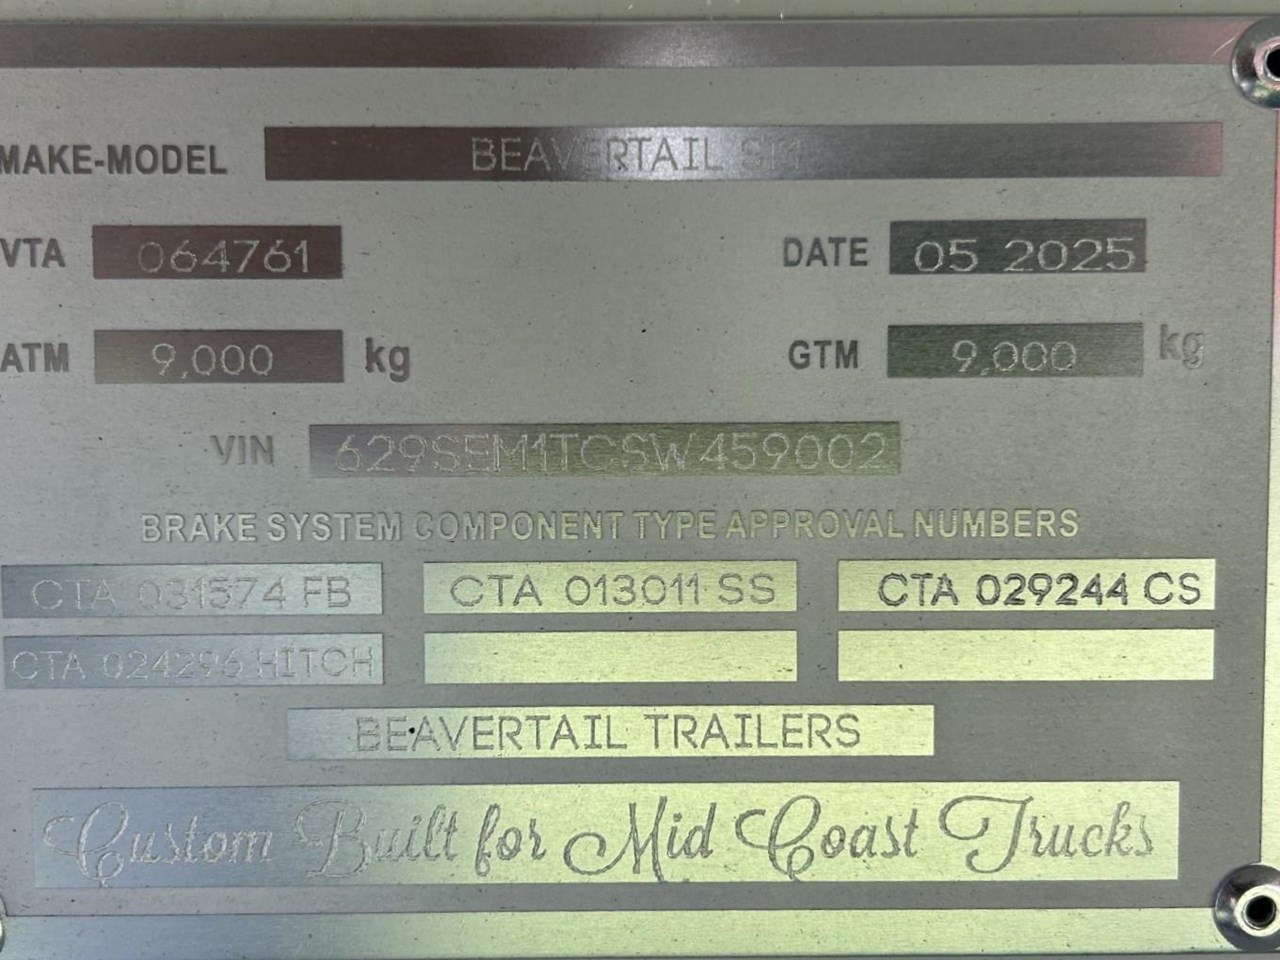 MAKE-MODEL BEAVERTAIL
VTA 064761 DATE 05 2025
ATM 9,000 kg GTM 9,000 kg
VIN 629SEM1TCSW459002
BRAKE SYSTEM COMPONENT TYPE APPROVAL NUMBERS
CTA 031574 FB CTA 013011 SS CTA 029244 CS
CTA 024296 HITCH
BEAVERTAIL TRAILERS
Custom Built for Mid Coast Trucks